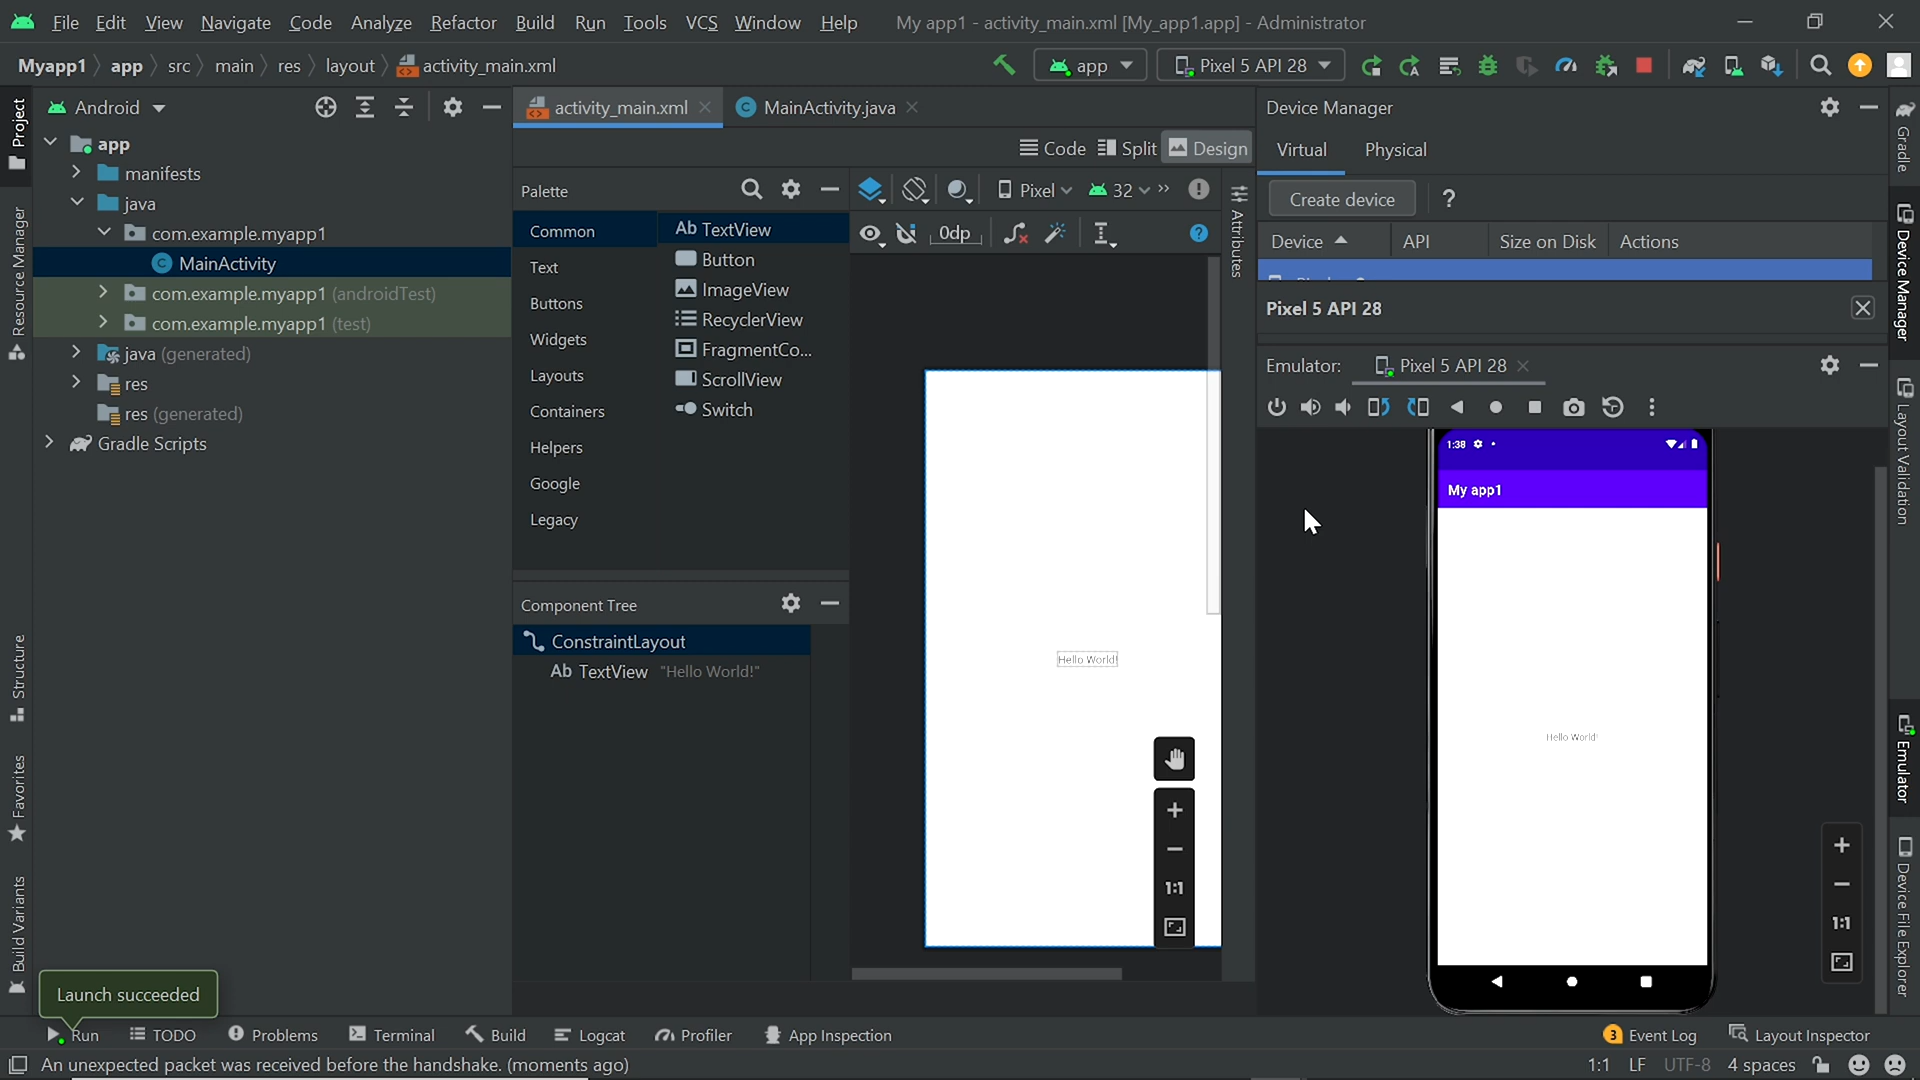 File Edit View Navigate Code Analyze Refactor Build Run Tools VCS Window Help My app1 - activity_main.xml [My_app1.app] - Administrator
Myapp1 app src main res layout activity_main.xml app Pixel 5 API 28
Project
Resource Manager
Structure
Favorites
Build Variants
Android
app
manifests
java
com.example.myapp1
MainActivity
com.example.myapp1 (androidTest)
com.example.myapp1 (test)
java (generated)
res
res (generated)
Gradle Scripts
activity_main.xml MainActivity.java
Code Split Design
Palette
Common
Text
Buttons
Widgets
Layouts
Containers
Helpers
Google
Legacy
Ab TextView
Button
ImageView
RecyclerView
FragmentCo...
ScrollView
Switch
Component Tree
ConstraintLayout
Ab TextView "Hello World!"
Pixel 32
0dp
Hello World!
1:1
Attributes
Device Manager
Virtual Physical
Create device ?
Device API Size on Disk Actions
Pixel 5 API 28
Emulator: Pixel 5 API 28
1:38
My app1
Hello World!
1:1
Gradle
Device Manager
Layout Validation
Emulator
Device File Explorer
Launch succeeded
Run TODO Problems Terminal Build Logcat Profiler App Inspection 3 Event Log Layout Inspector
An unexpected packet was received before the handshake. (moments ago) 1:1 LF UTF-8 4 spaces